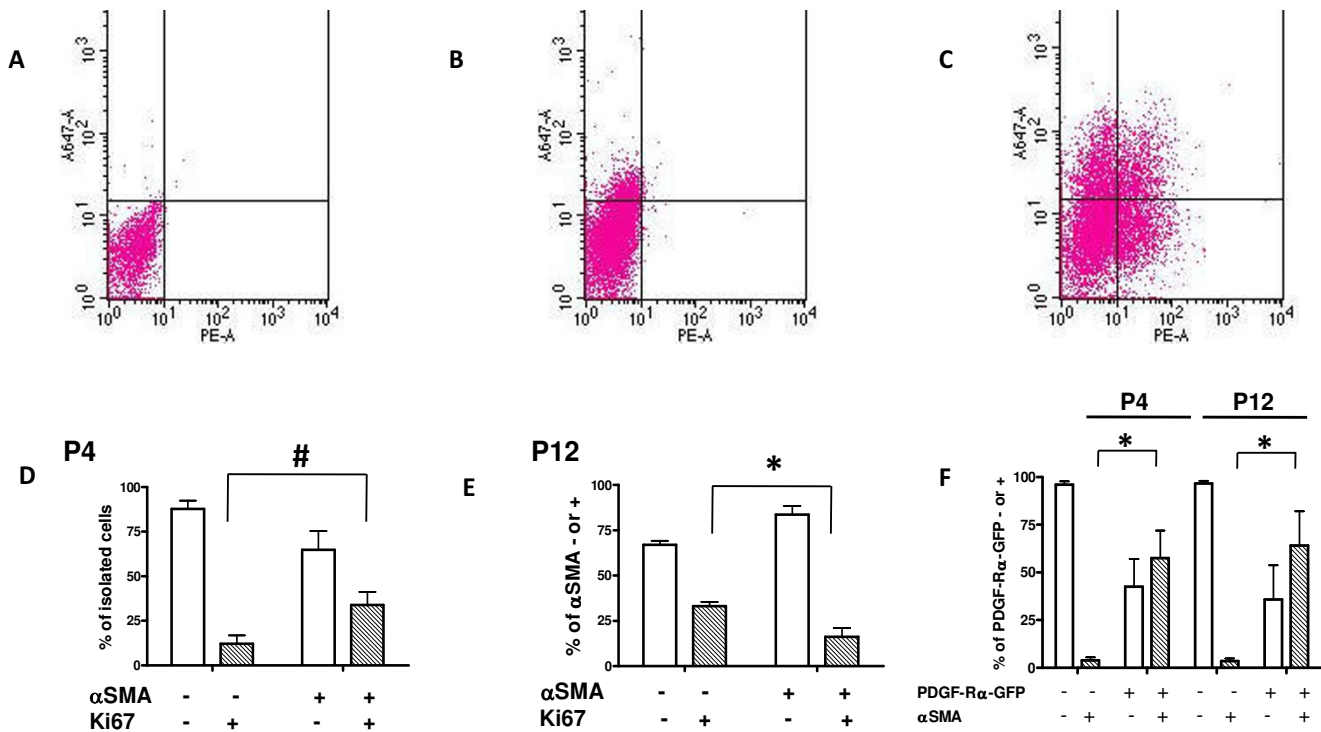 A
A647-A
10³
10²
10¹
10⁰
10⁰ 10¹ 10² 10³ 10⁴
PE-A
B
A647-A
10³
10²
10¹
10⁰
10⁰ 10¹ 10² 10³ 10⁴
PE-A
C
A647-A
10³
10²
10¹
10⁰
10⁰ 10¹ 10² 10³ 10⁴
PE-A
D
P4
#
% of isolated cells
100
75
50
25
0
αSMA - - + +
Ki67 - + - +
E
P12
*
% of αSMA - or +
100
75
50
25
0
αSMA - - + +
Ki67 - + - +
F
P4 P12
* *
% of PDGF-Rα-GFP - or +
100
75
50
25
0
PDGF-Rα-GFP - - + + - - + +
αSMA - + - + - + - +